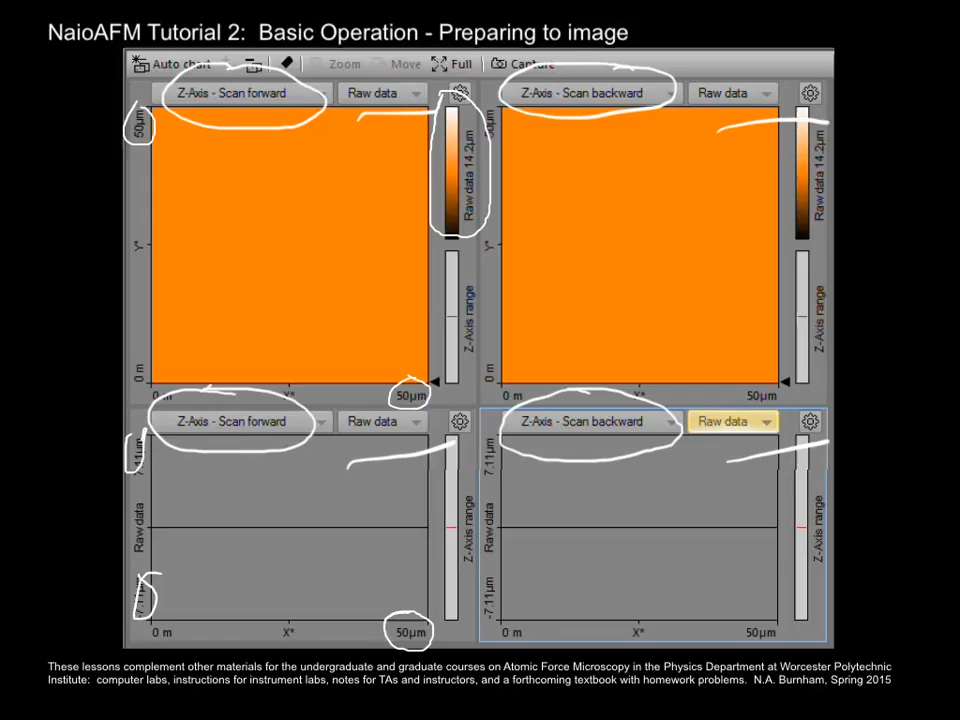 NaioAFM Tutorial 2: Basic Operation - Preparing to image
Auto chart Zoom Move Full Capture
Z-Axis - Scan forward Raw data Z-Axis - Scan backward Raw data
50µm Raw data 14.2µm 50µm Raw data 14.2µm
Y* Z-Axis range Y* Z-Axis range
0 m 0 m
0 m X* 50µm 0 m X* 50µm
Z-Axis - Scan forward Raw data Z-Axis - Scan backward Raw data
7.11µm 7.11µm
Raw data Z-Axis range Raw data Z-Axis range
-7.11µm -7.11µm
0 m X* 50µm 0 m X* 50µm
These lessons complement other materials for the undergraduate and graduate courses on Atomic Force Microscopy in the Physics Department at Worcester Polytechnic
Institute: computer labs, instructions for instrument labs, notes for TAs and instructors, and a forthcoming textbook with homework problems. N.A. Burnham, Spring 2015